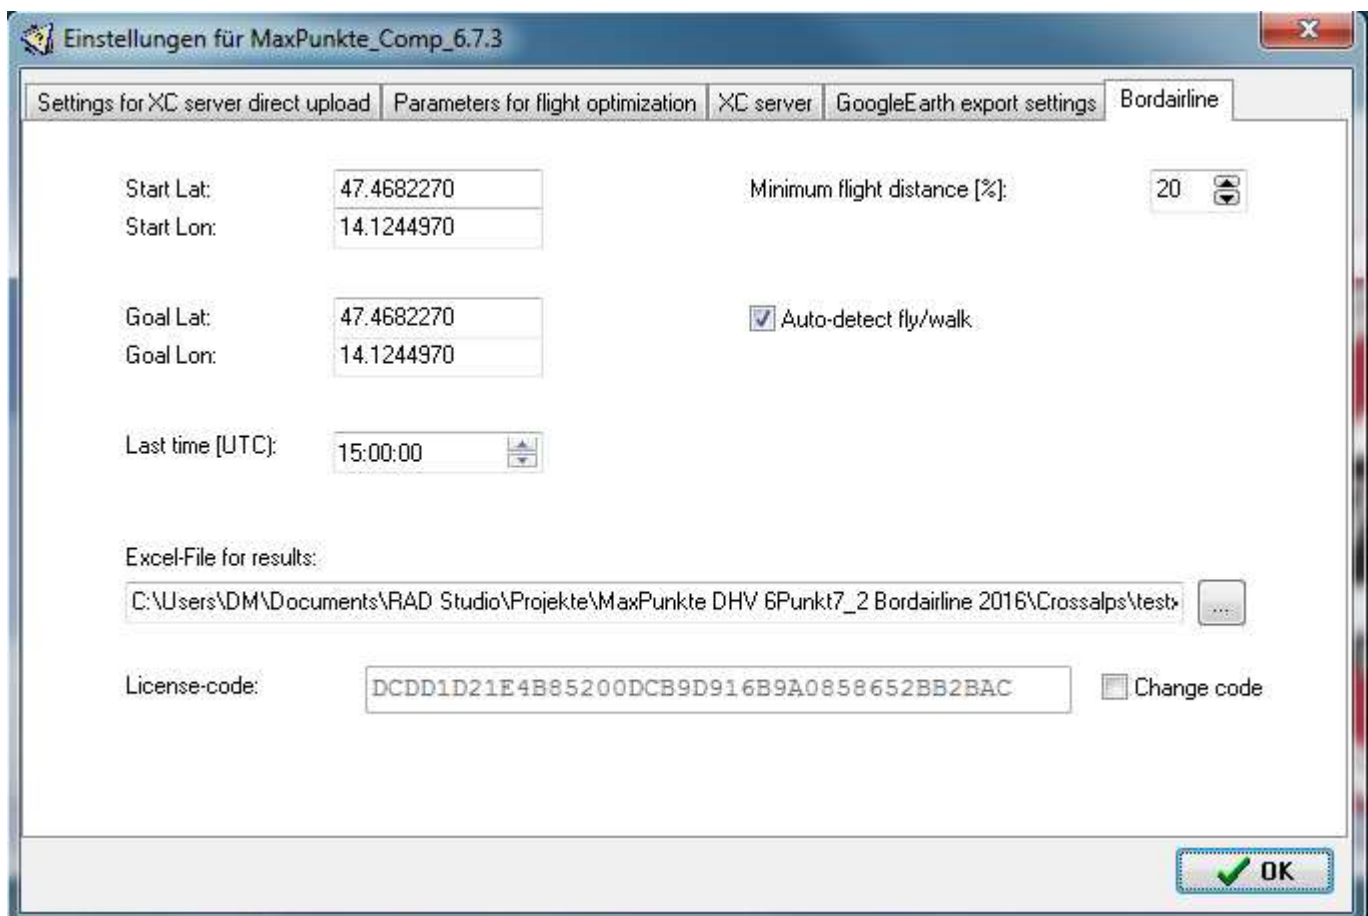 Einstellungen für MaxPunkte_Comp_6.7.3
Settings for XC server direct upload Parameters for flight optimization XC server GoogleEarth export settings Bordairline
Start Lat: 47.4682270 Minimum flight distance [%]: 20
Start Lon: 14.1244970
Goal Lat: 47.4682270 Auto-detect fly/walk
Goal Lon: 14.1244970
Last time [UTC]: 15:00:00
Excel-File for results:
C:\Users\DM\Documents\RAD Studio\Projekte\MaxPunkte DHV 6Punkt7_2 Bordairline 2016\Crossalps\test
...
License-code: DCDD1D21E4B85200DCB9D916B9A0858652BB2BAC Change code
OK